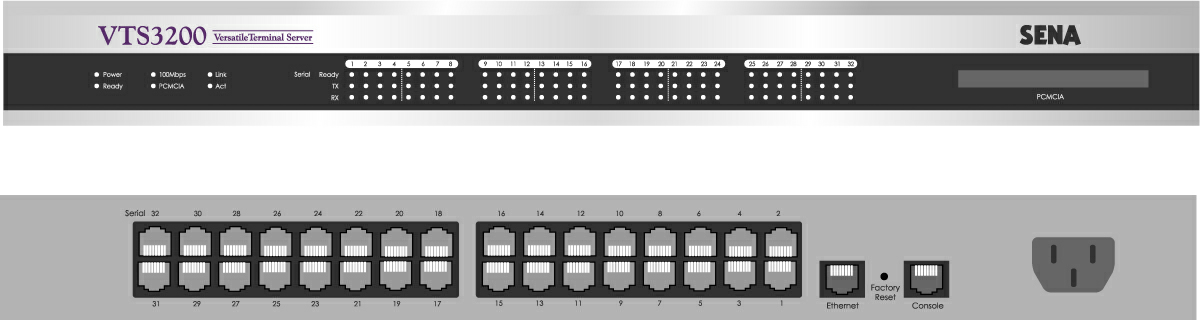 VTS3200 VersatileTerminal Server
SENA
1 2 3 4 5 6 7 8 9 10 11 12 13 14 15 16 17 18 19 20 21 22 23 24 25 26 27 28 29 30 31 32
Power 100Mbps Link Serial Ready
Ready PCMCIA Act TX
RX
PCMCIA
Serial 32 30 28 26 24 22 20 18 16 14 12 10 8 6 4 2
31 29 27 25 23 21 19 17 15 13 11 9 7 5 3 1
Ethernet
Factory
Reset
Console